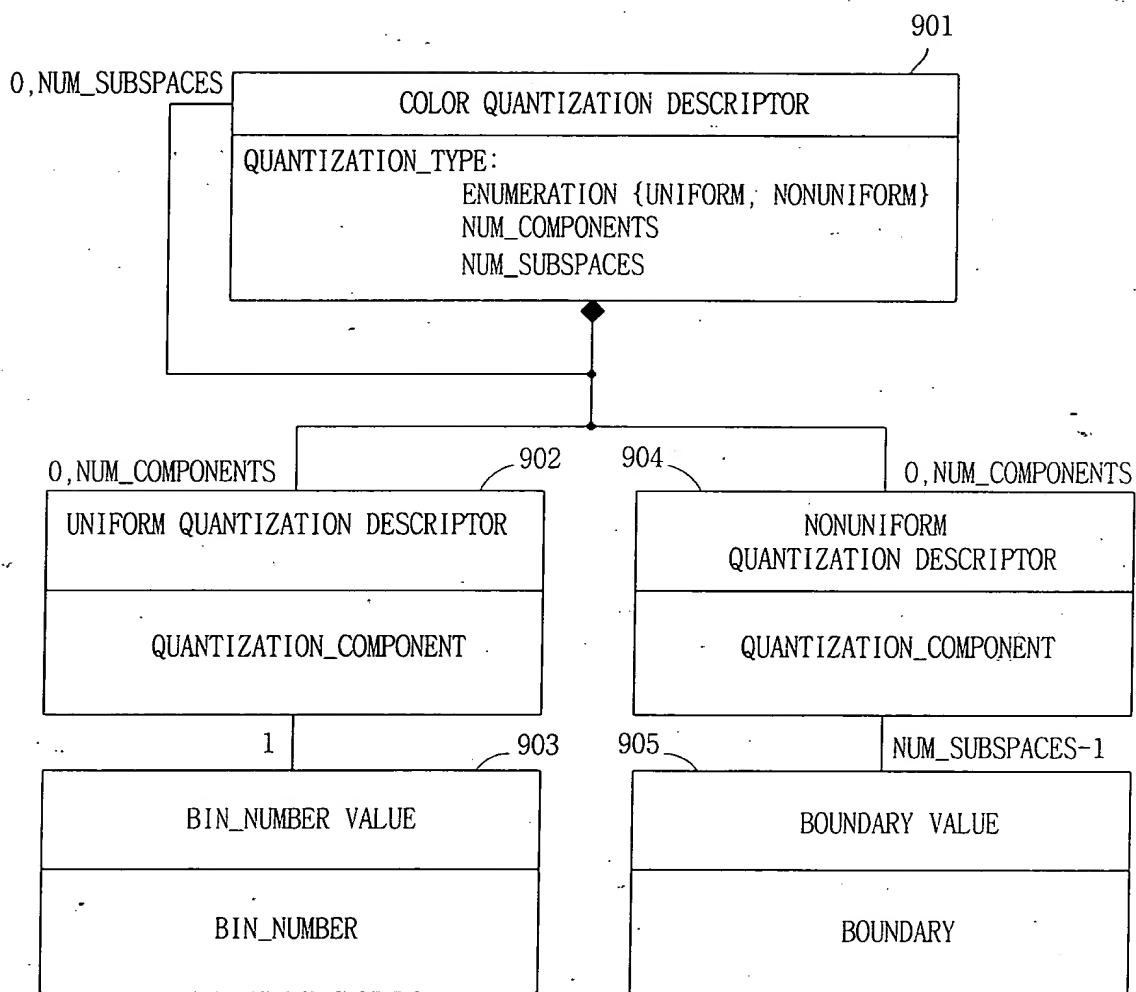 901
0,NUM_SUBSPACES
COLOR QUANTIZATION DESCRIPTOR
QUANTIZATION_TYPE:
ENUMERATION {UNIFORM, NONUNIFORM}
NUM_COMPONENTS
NUM_SUBSPACES
0,NUM_COMPONENTS
902
904
0,NUM_COMPONENTS
UNIFORM QUANTIZATION DESCRIPTOR
NONUNIFORM
QUANTIZATION DESCRIPTOR
QUANTIZATION_COMPONENT
QUANTIZATION_COMPONENT
1
903
905
NUM_SUBSPACES-1
BIN_NUMBER VALUE
BOUNDARY VALUE
BIN_NUMBER
BOUNDARY